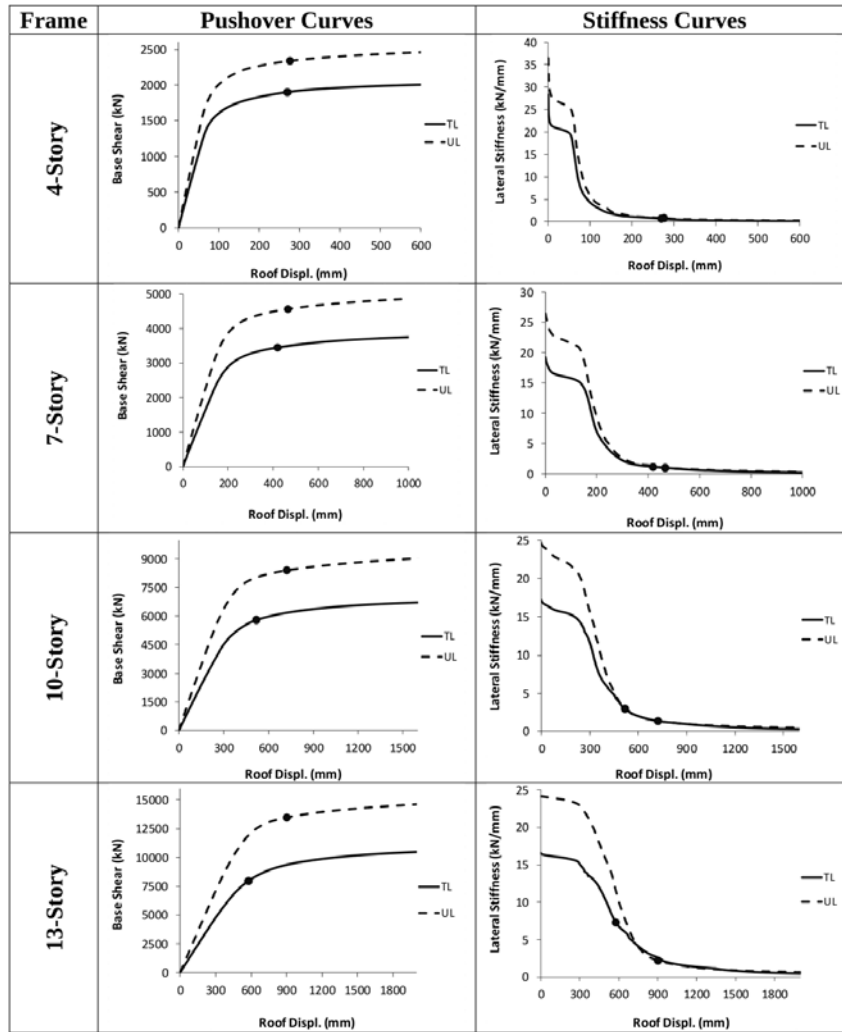 Frame Pushover Curves Stiffness Curves
4-Story
Base Shear (kN)
2500
2000
1500
1000
500
0
0 100 200 300 400 500 600
Roof Displ. (mm)
TL
UL
Lateral Stiffness (kN/mm)
40
35
30
25
20
15
10
5
0
0 100 200 300 400 500 600
Roof Displ. (mm)
TL
UL
7-Story
Base Shear (kN)
5000
4000
3000
2000
1000
0
0 200 400 600 800 1000
Roof Displ. (mm)
TL
UL
Lateral Stiffness (kN/mm)
30
25
20
15
10
5
0
0 200 400 600 800 1000
Roof Displ. (mm)
TL
UL
10-Story
Base Shear (kN)
9000
7500
6000
4500
3000
1500
0
0 300 600 900 1200 1500
Roof Displ. (mm)
TL
UL
Lateral Stiffness (kN/mm)
25
20
15
10
5
0
0 300 600 900 1200 1500
Roof Displ. (mm)
TL
UL
13-Story
Base Shear (kN)
15000
12500
10000
7500
5000
2500
0
0 300 600 900 1200 1500 1800
Roof Displ. (mm)
TL
UL
Lateral Stiffness (kN/mm)
25
20
15
10
5
0
0 300 600 900 1200 1500 1800
Roof Displ. (mm)
TL
UL